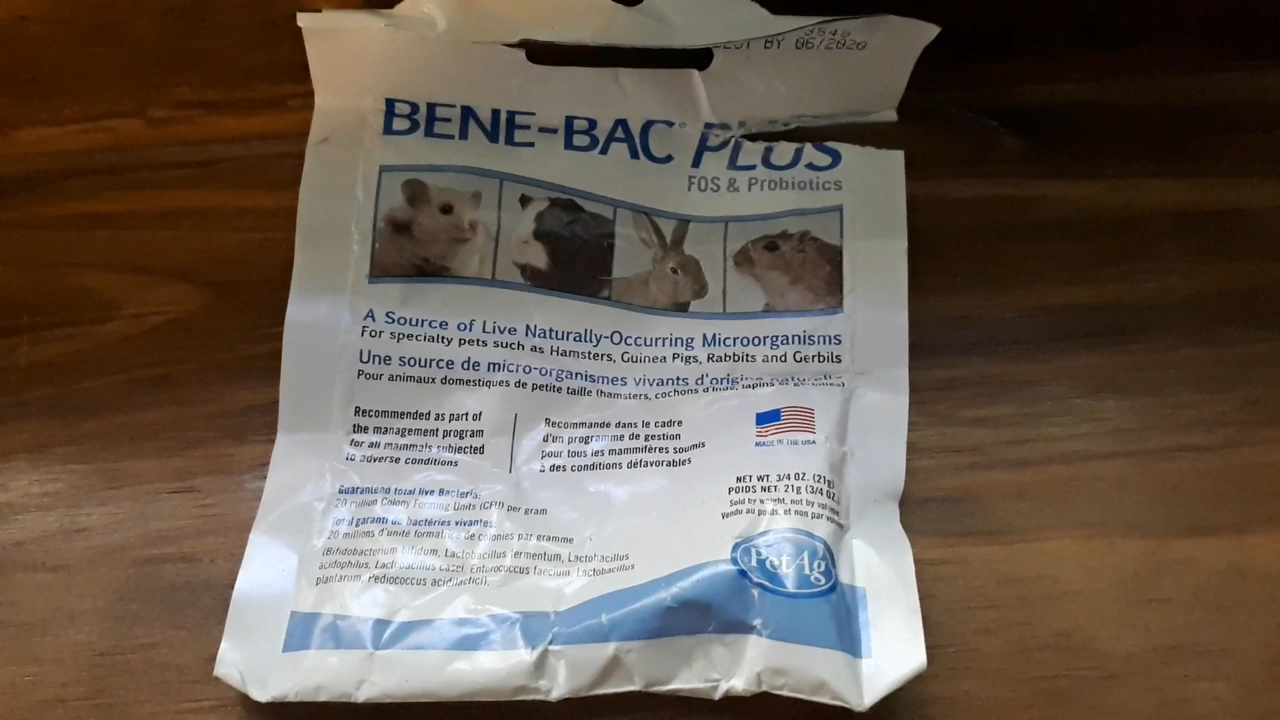 BY 06/2020
BENE-BAC PLUS
FOS & Probiotics
A Source of Live Naturally-Occurring Microorganisms
For specialty pets such as Hamsters, Guinea Pigs, Rabbits and Gerbils
Une source de micro-organismes vivants d'origine naturelle
Pour animaux domestiques de petite taille (hamsters, cochons d'Inde, lapins et gerbilles)
Recommended as part of
the management program
for all mammals subjected
to adverse conditions
Recommandé dans le cadre
d'un programme de gestion
pour tous les mammifères soumis
à des conditions défavorables
MADE IN THE USA
NET WT. 3/4 OZ. (21g)
POIDS NET: 21g (3/4 OZ.
Sold by weight, not by volume
Vendu au poids, et non par volume
Guaranteed total live Bacteria:
20 million Colony Forming Units (CFU) per gram
Total garanti de bactéries vivantes:
20 millions d'unité formatrice de colonies par gramme
(Bifidobacterium bifidum, Lactobacillus fermentum, Lactobacillus
acidophilus, Lactobacillus casei, Enterococcus faecium, Lactobacillus
plantarum, Pediococcus acidilactici).
PetAg